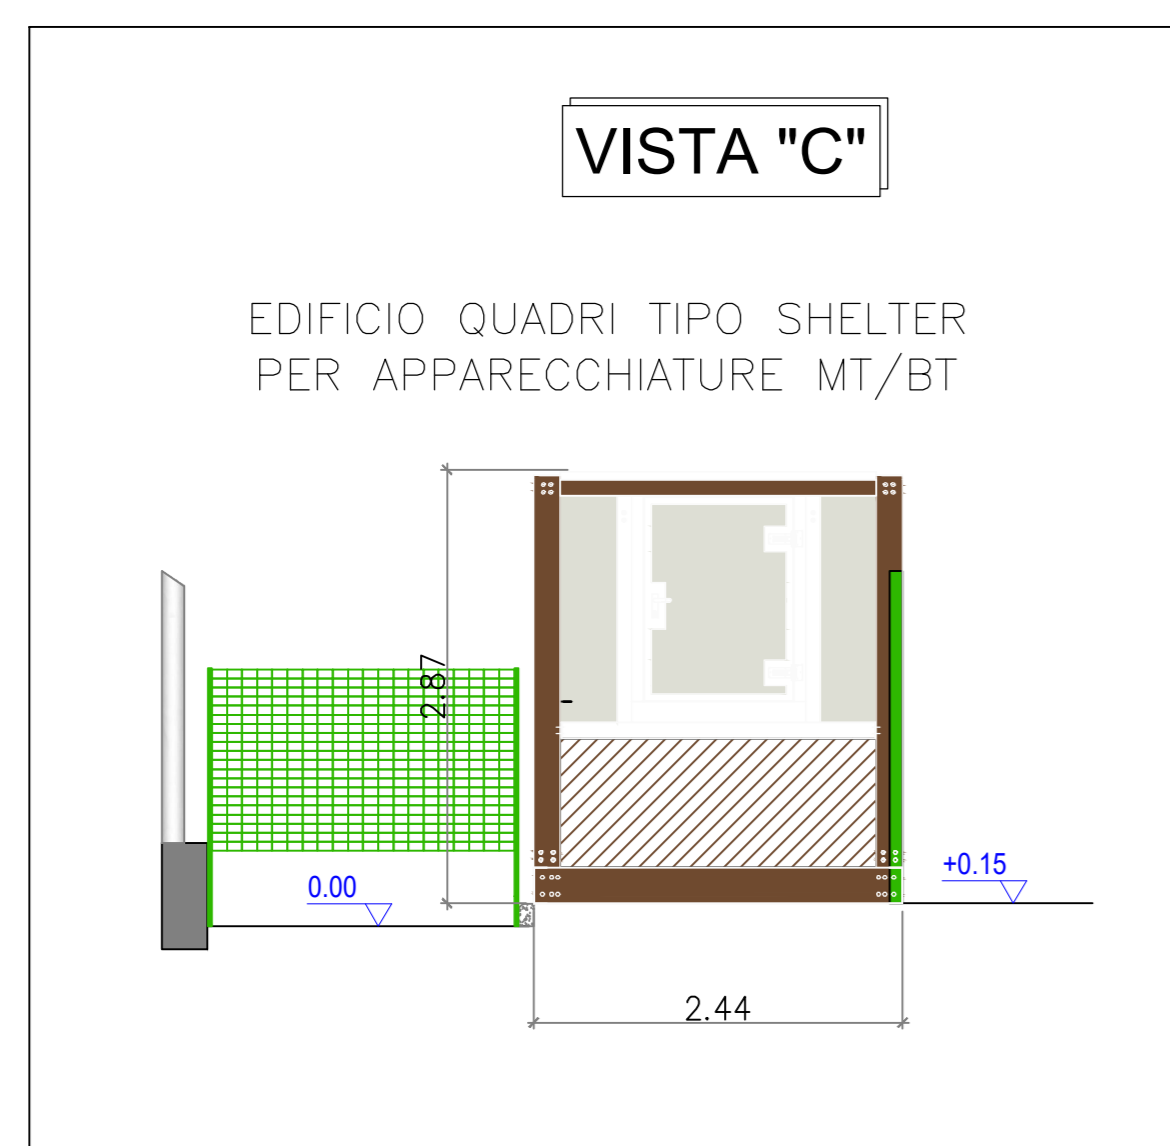 VISTA "C"
EDIFICIO QUADRI TIPO SHELTER
PER APPARECCHIATURE MT/BT
2.87
0.00
+0.15
2.44